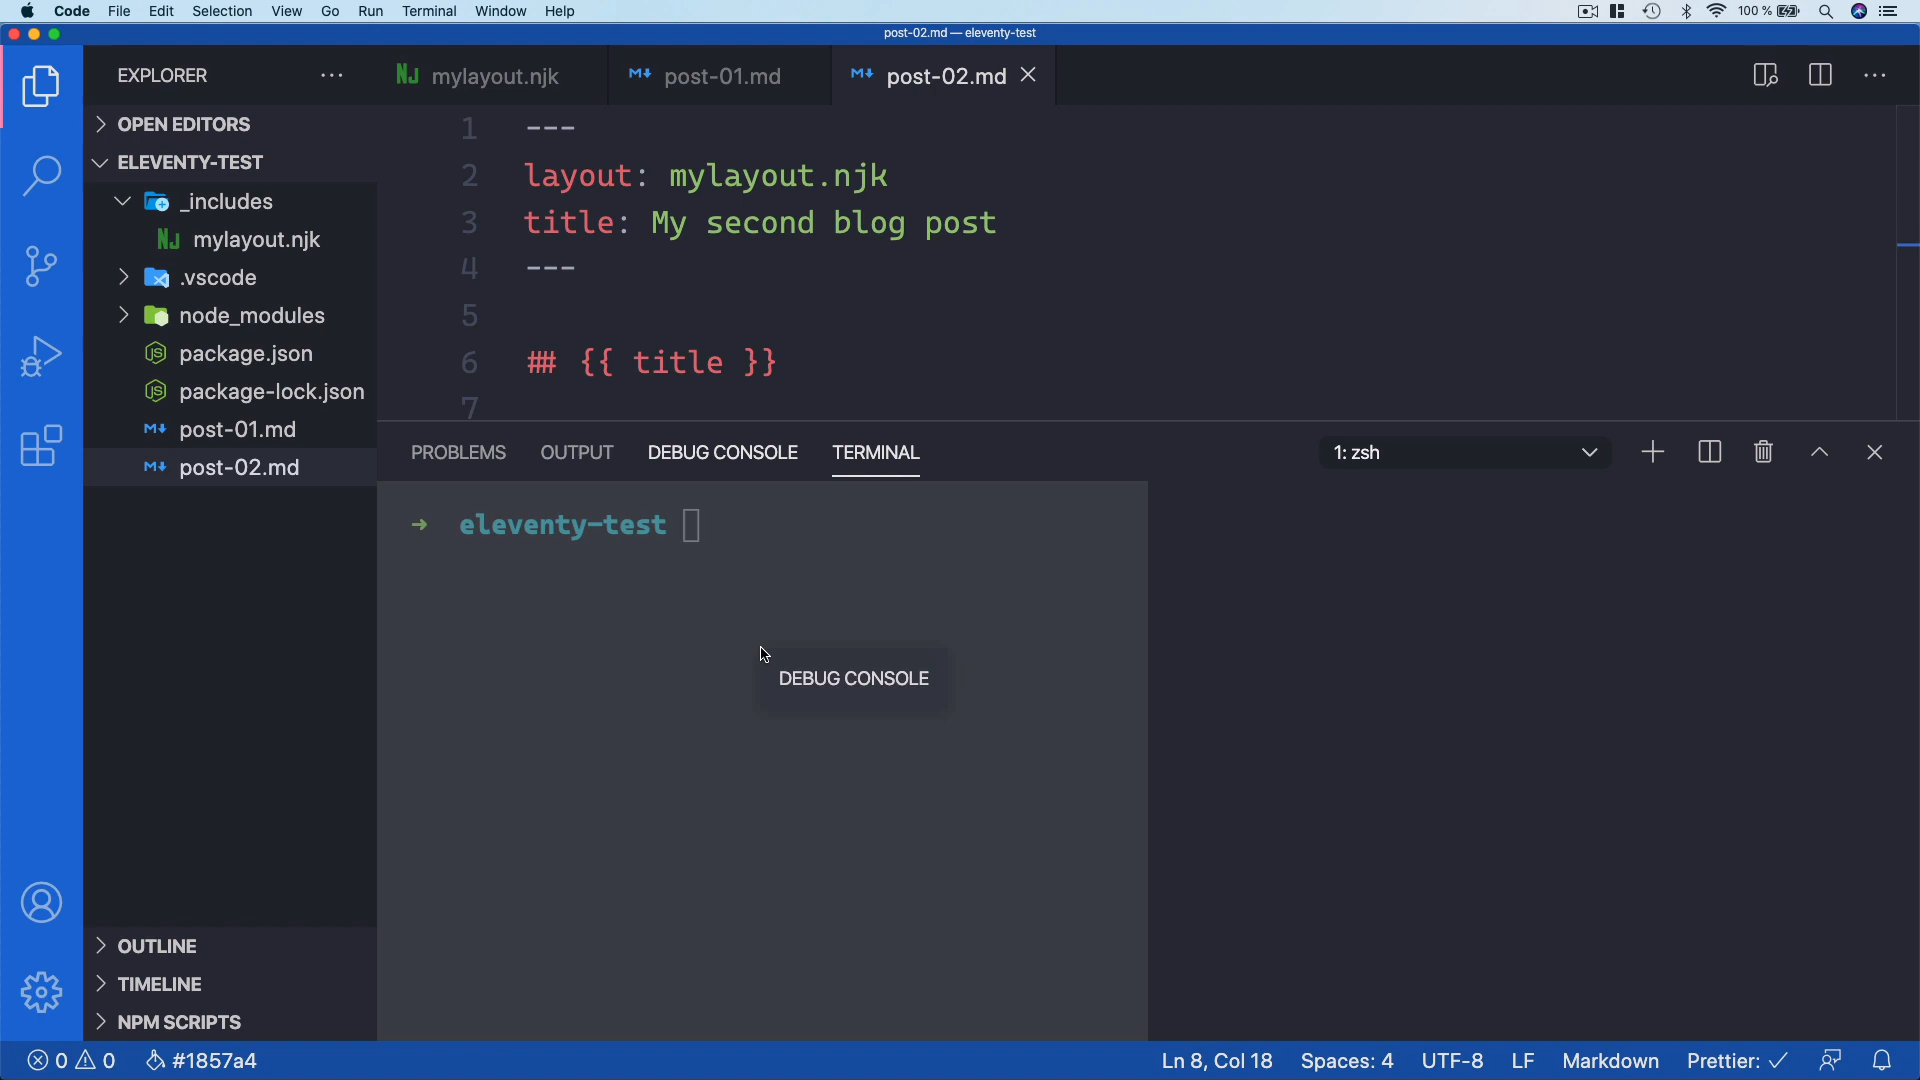 Code File Edit Selection View Go Run Terminal Window Help 100 %
post-02.md — eleventy-test
EXPLORER
mylayout.njk
post-01.md
post-02.md
OPEN EDITORS
ELEVENTY-TEST
_includes
mylayout.njk
.vscode
node_modules
package.json
package-lock.json
post-01.md
post-02.md
OUTLINE
TIMELINE
NPM SCRIPTS
1 ---
2 layout: mylayout.njk
3 title: My second blog post
4 ---
5
6 ## {{ title }}
7
PROBLEMS OUTPUT DEBUG CONSOLE TERMINAL 1: zsh
➜ eleventy-test
DEBUG CONSOLE
0 0 #1857a4 Ln 8, Col 18 Spaces: 4 UTF-8 LF Markdown Prettier: ✓